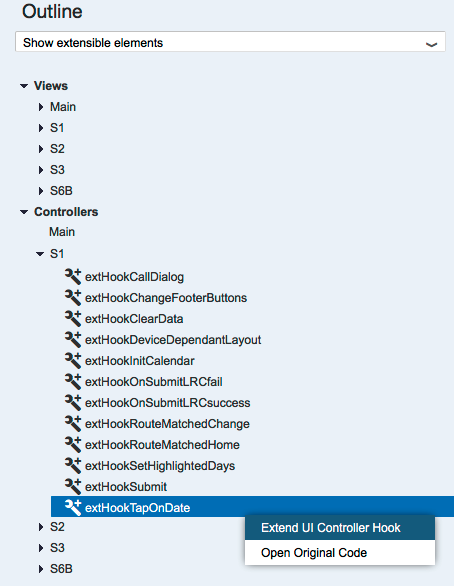 Outline
Show extensible elements
Views
Main
S1
S2
S3
S6B
Controllers
Main
S1
extHookCallDialog
extHookChangeFooterButtons
extHookClearData
extHookDeviceDependantLayout
extHookInitCalendar
extHookOnSubmitLRCfail
extHookOnSubmitLRCsuccess
extHookRouteMatchedChange
extHookRouteMatchedHome
extHookSetHighlightedDays
extHookSubmit
extHookTapOnDate
S2
Extend UI Controller Hook
S3
Open Original Code
S6B